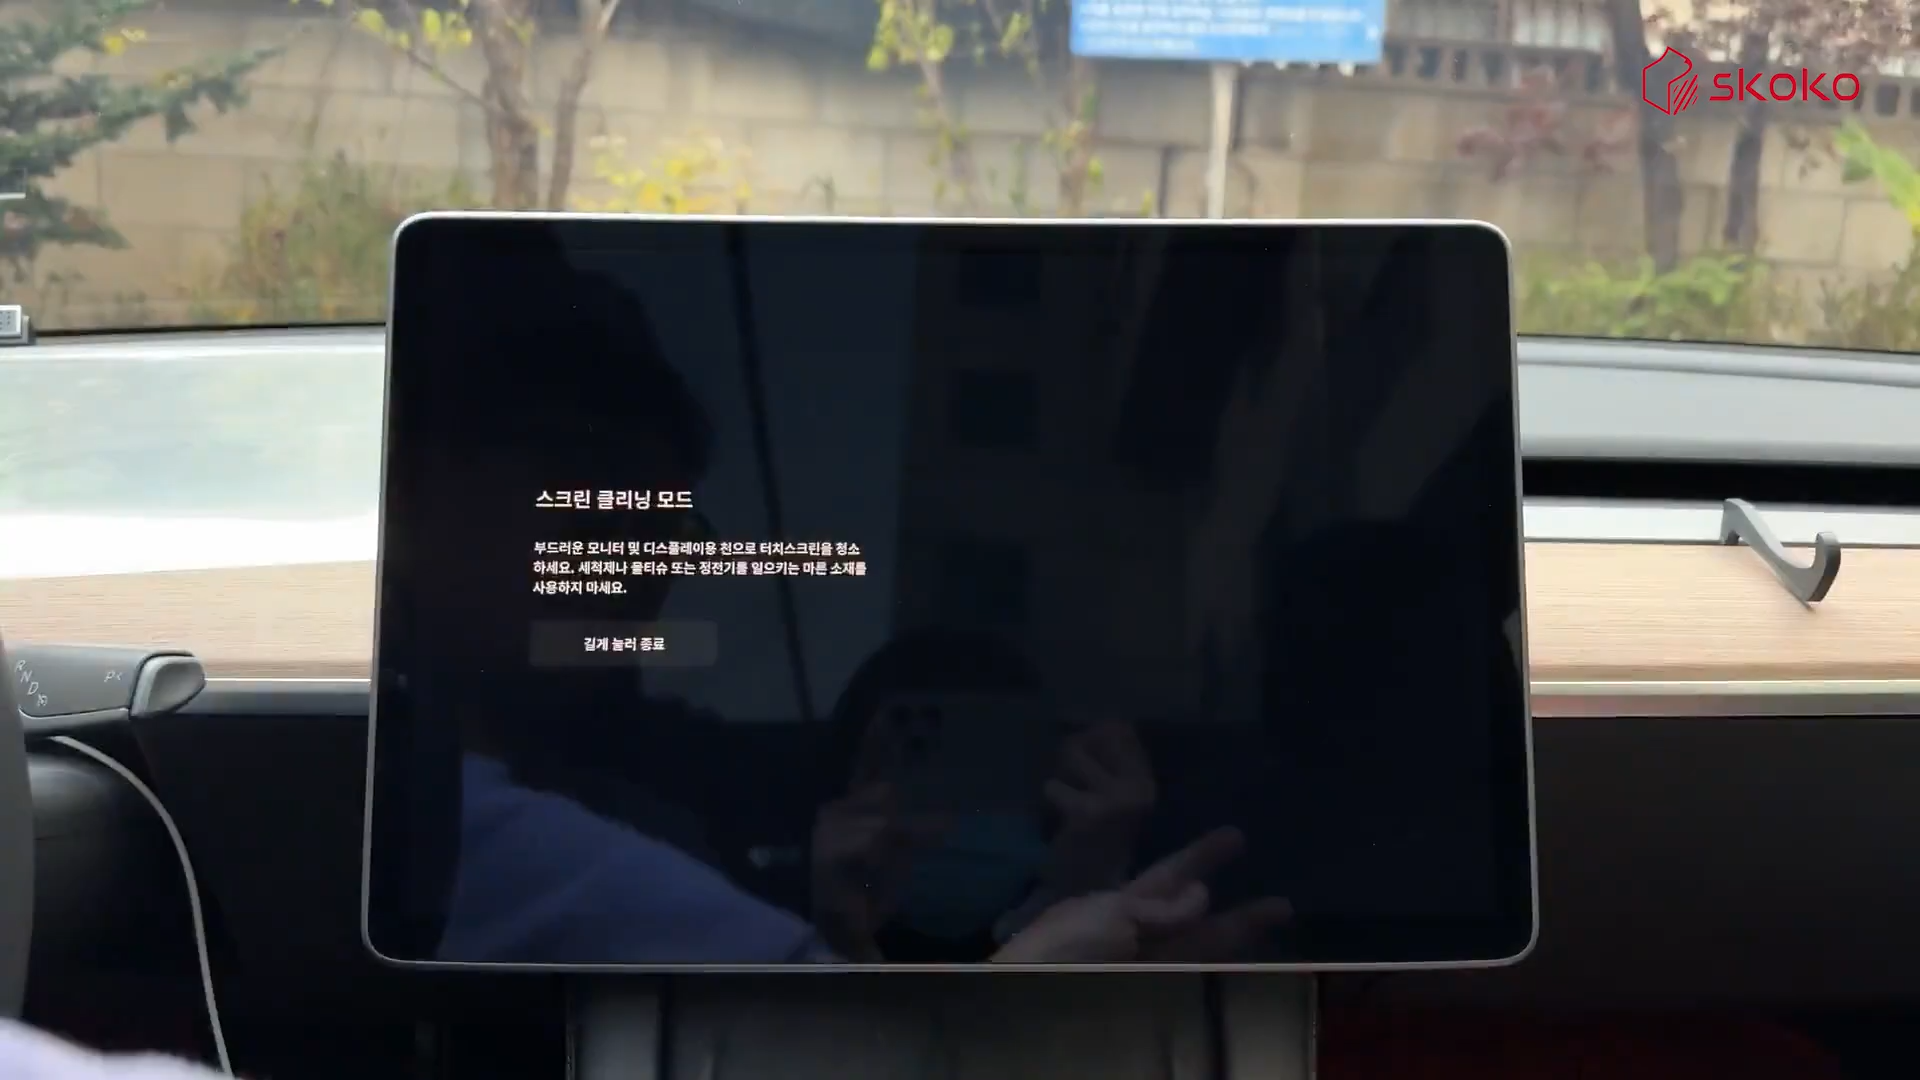 skoko
스크린 클리닝 모드
부드러운 모니터 및 디스플레이용 천으로 터치스크린을 청소
하세요. 세척제나 물티슈 또는 정전기를 일으키는 마른 소재를
사용하지 마세요.
길게 눌러 종료
R
N
D
P<